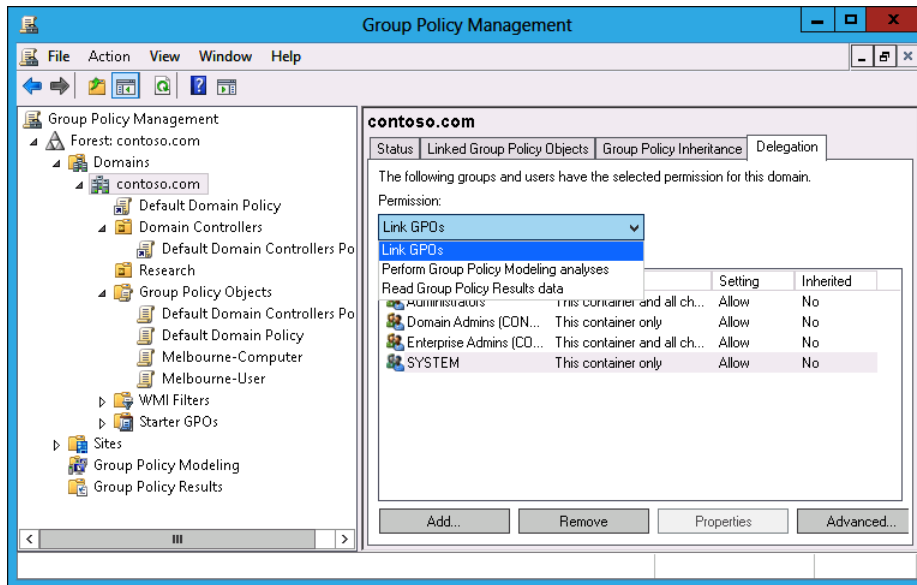 Group Policy Management
File Action View Window Help
Group Policy Management
Forest: contoso.com
Domains
contoso.com
Default Domain Policy
Domain Controllers
Default Domain Controllers Po
Research
Group Policy Objects
Default Domain Controllers Po
Default Domain Policy
Melbourne-Computer
Melbourne-User
WMI Filters
Starter GPOs
Sites
Group Policy Modeling
Group Policy Results
contoso.com
Status Linked Group Policy Objects Group Policy Inheritance Delegation
The following groups and users have the selected permission for this domain.
Permission:
Link GPOs
Link GPOs
Perform Group Policy Modeling analyses
Read Group Policy Results data
Setting Inherited
Administrators This container and all ch... Allow No
Domain Admins (CON... This container only Allow No
Enterprise Admins (CO... This container and all ch... Allow No
SYSTEM This container only Allow No
Add... Remove Properties Advanced...